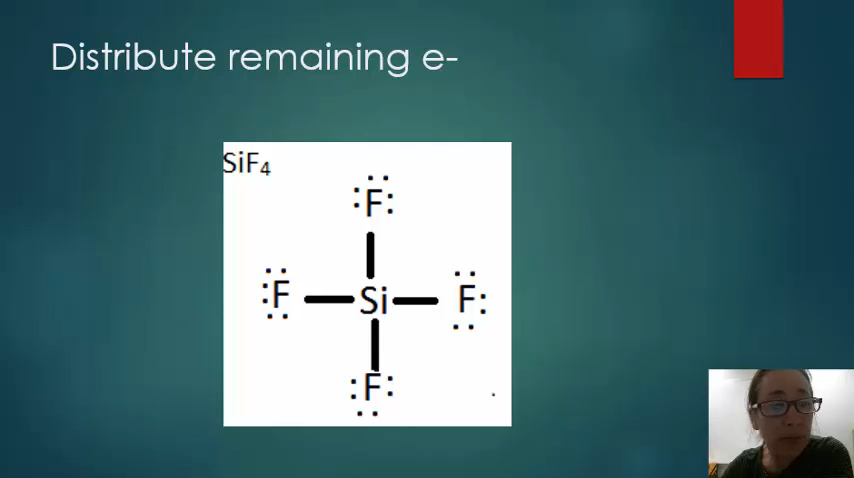 Distribute remaining e-
SiF₄
:F:
:F Si F:
:F: